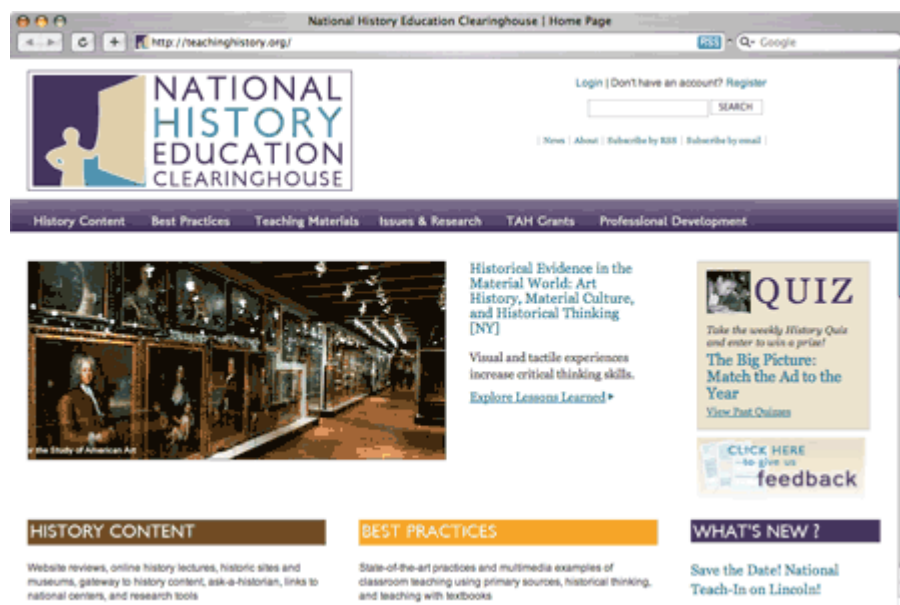 National History Education Clearinghouse | Home Page
http://teachinghistory.org/
RSS
Google
NATIONAL
HISTORY
EDUCATION
CLEARINGHOUSE
Login | Don't have an account? Register
SEARCH
| News | About | Subscribe by RSS | Subscribe by email |
History Content Best Practices Teaching Materials Issues & Research TAH Grants Professional Development
Historical Evidence in the
Material World: Art
History, Material Culture,
and Historical Thinking
[NY]
Visual and tactile experiences
increase critical thinking skills.
Explore Lessons Learned
r the Study of American Art
QUIZ
Take the weekly History Quiz
and enter to win a prize!
The Big Picture:
Match the Ad to the
Year
View Past Quizzes
CLICK HERE
to give us
feedback
HISTORY CONTENT
Website reviews, online history lectures, historic sites and
museums, gateway to history content, ask-a-historian, links to
national centers, and research tools
BEST PRACTICES
State-of-the-art practices and multimedia examples of
classroom teaching using primary sources, historical thinking,
and teaching with textbooks
WHAT'S NEW ?
Save the Date! National
Teach-In on Lincoln!